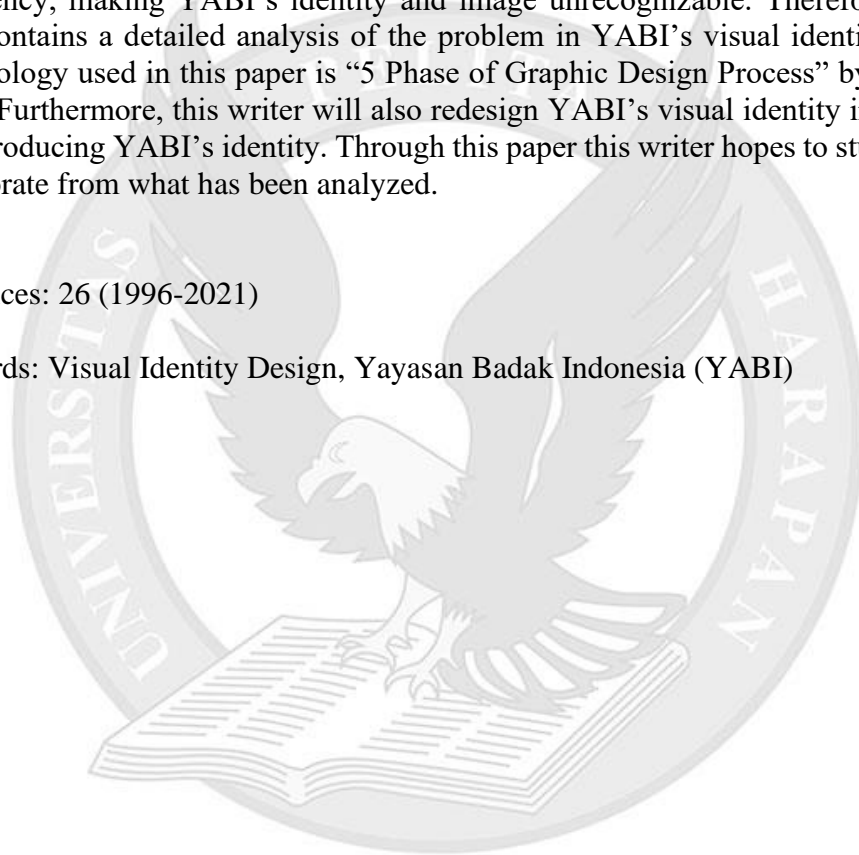 ency, making YABI's identity and image unrecognizable. Therefo
ontains a detailed analysis of the problem in YABI's visual identi
ology used in this paper is “5 Phase of Graphic Design Process” by
Furthermore, this writer will also redesign YABI's visual identity i
roducing YABI's identity. Through this paper this writer hopes to stu
orate from what has been analyzed.
ces: 26 (1996-2021)
rds: Visual Identity Design, Yayasan Badak Indonesia (YABI)
UNIVERSITAS PELITA HARAPAN